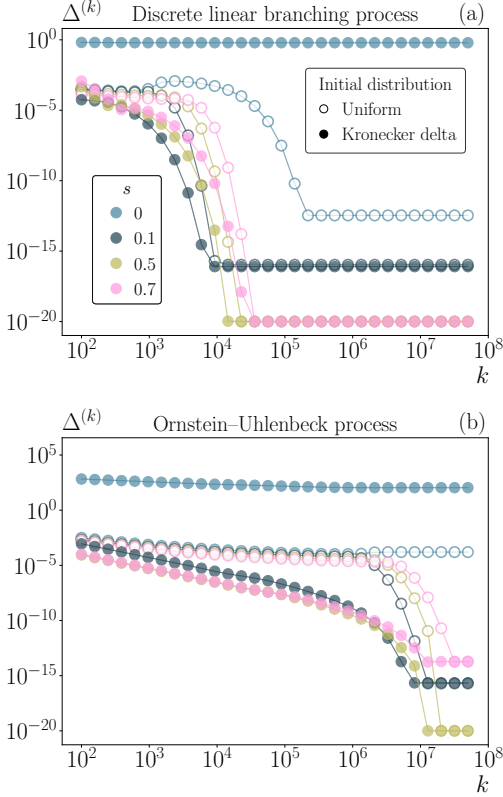 Δ^(k) Discrete linear branching process (a)
10^0
10^−5
10^−10
10^−15
10^−20
Initial distribution
Uniform
Kronecker delta
s
0
0.1
0.5
0.7
10^2 10^3 10^4 10^5 10^6 10^7 10^8
k
Δ^(k) Ornstein–Uhlenbeck process (b)
10^5
10^0
10^−5
10^−10
10^−15
10^−20
10^2 10^3 10^4 10^5 10^6 10^7 10^8
k